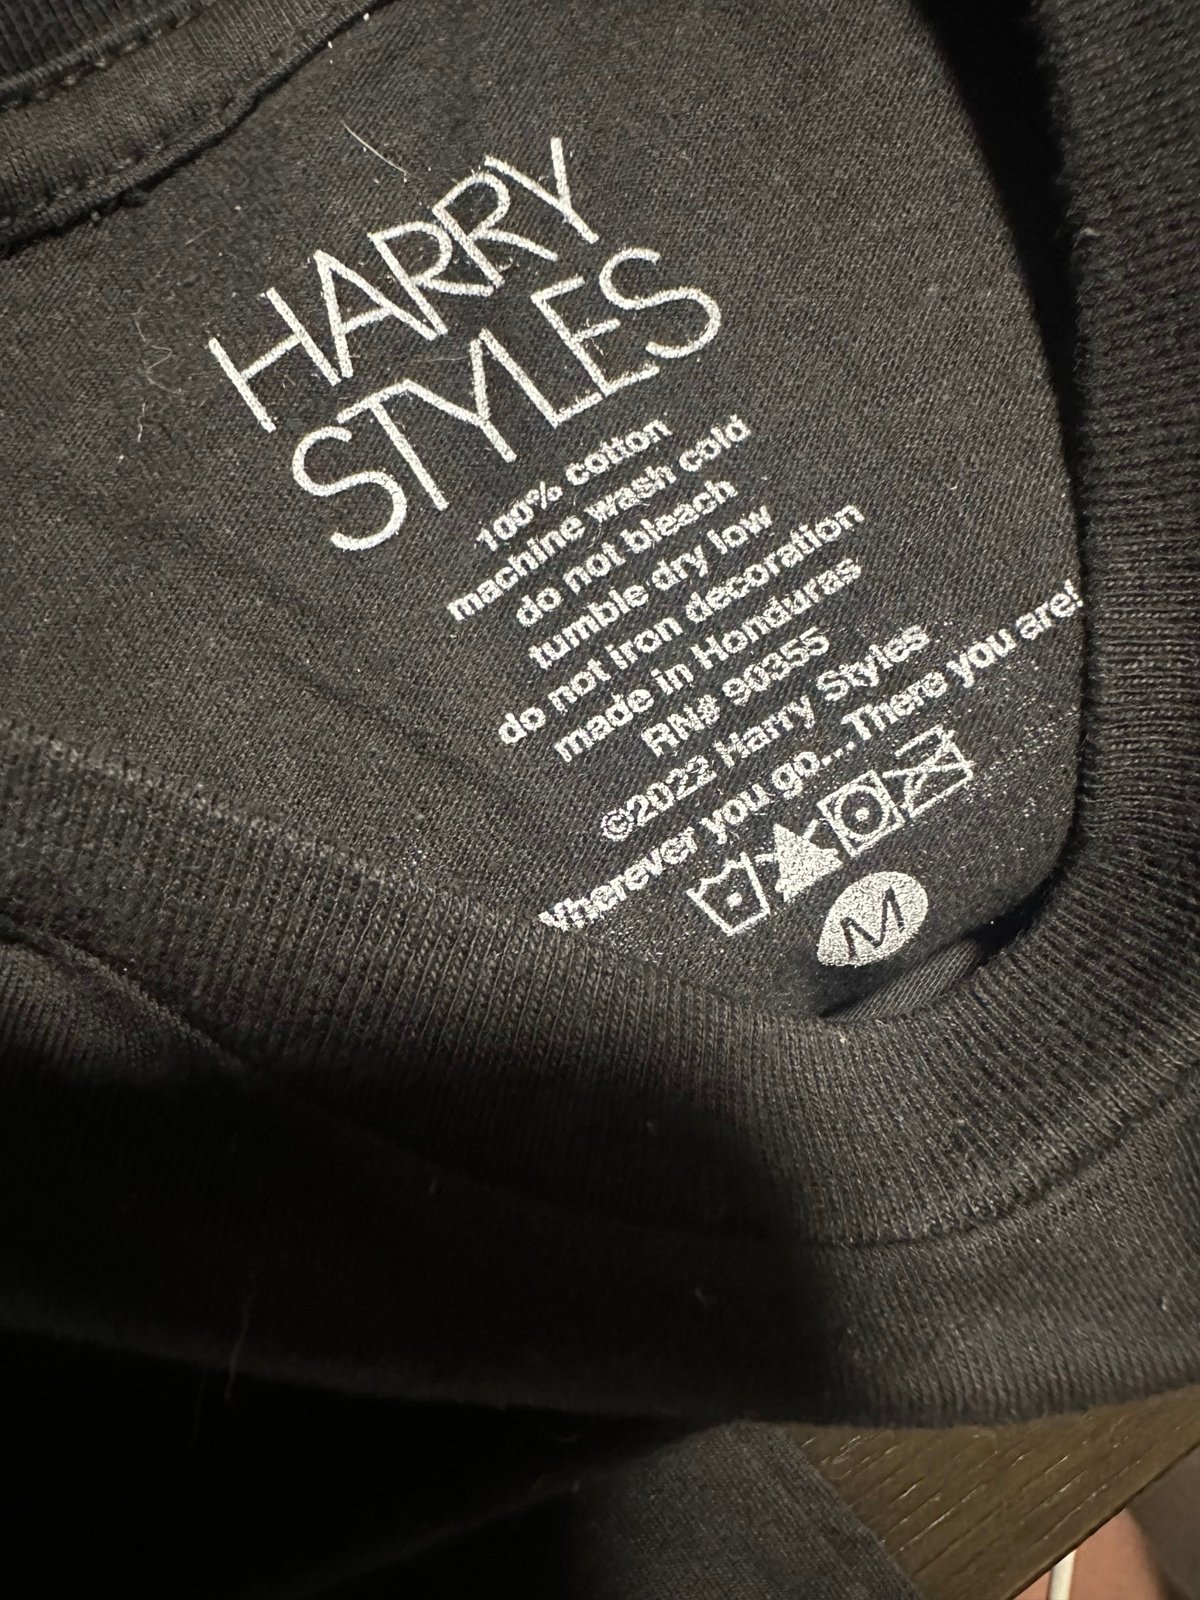 HARRY
STYLES
100% cotton
machine wash cold
do not bleach
tumble dry low
do not iron decoration
made in Honduras
RN# 90355
©2022 Harry Styles
Wherever you go...There you are!
M